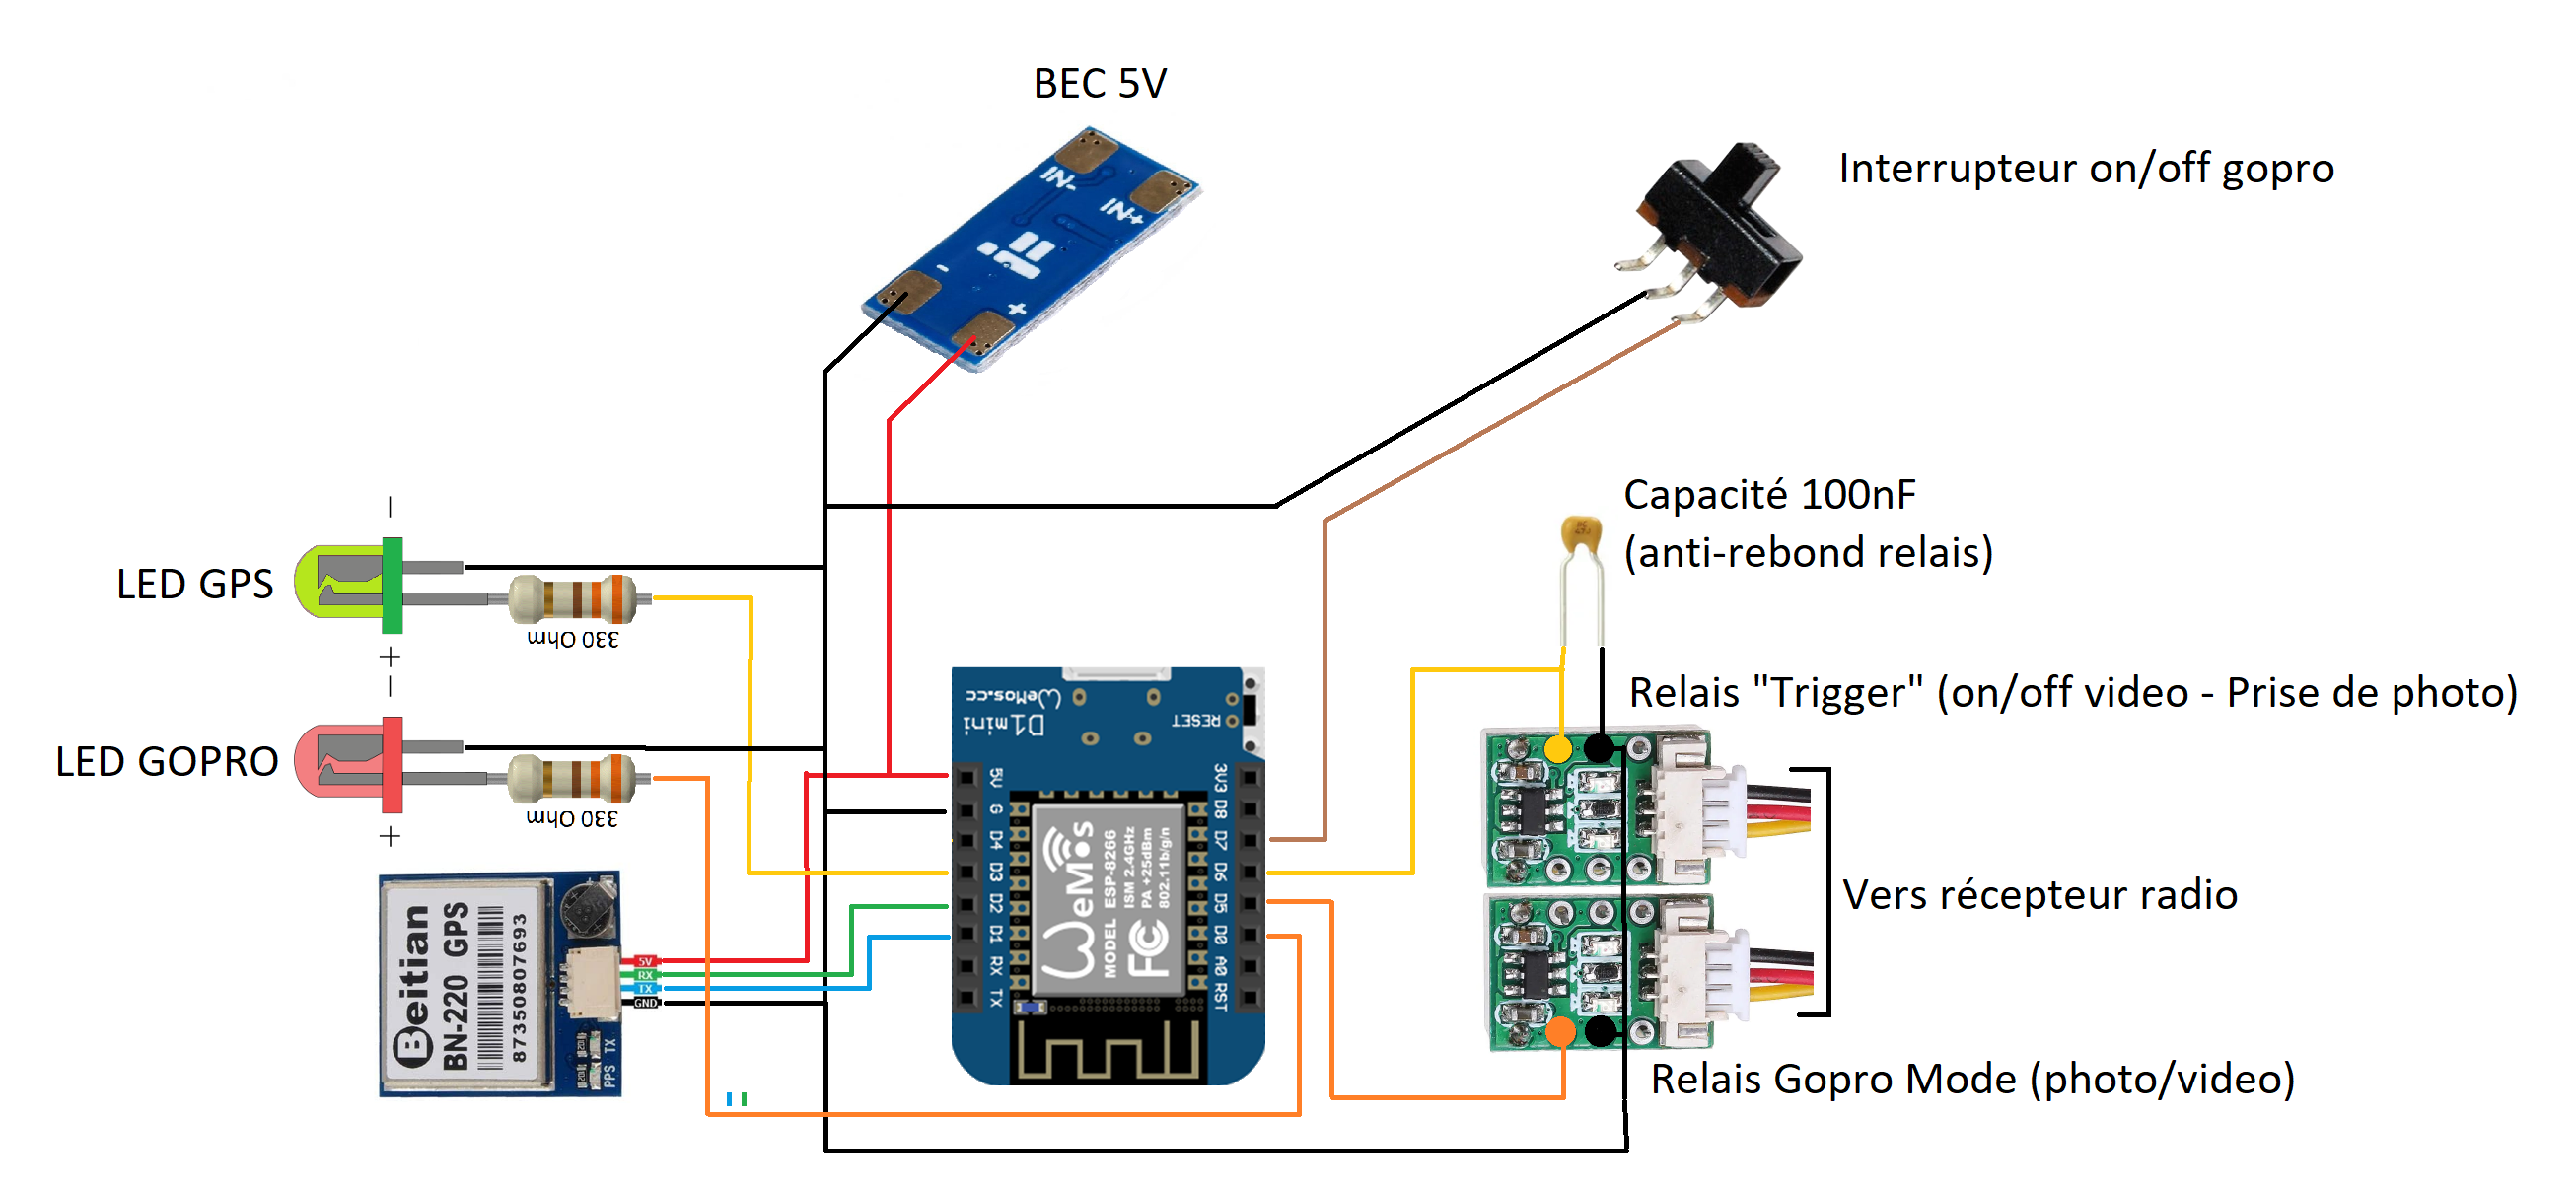 BEC 5V
IN-
IN+
-
+
Interrupteur on/off gopro
Capacité 100nF
(anti-rebond relais)
LED GPS
330 Ohm
LED GOPRO
330 Ohm
Relais "Trigger" (on/off video - Prise de photo)
WeMos.cc
D1mini
RESET
5V
G
D4
D3
D2
D1
RX
TX
3V3
D8
D7
D6
D5
D0
A0
RST
WeMos
MODEL ESP-8266
ISM 2.4GHz
PA +25dBm
802.11b/g/n
FC
Beitian
BN-220 GPS
87350807693
5V
RX
TX
GND
TX
PPS
Vers récepteur radio
Relais Gopro Mode (photo/video)